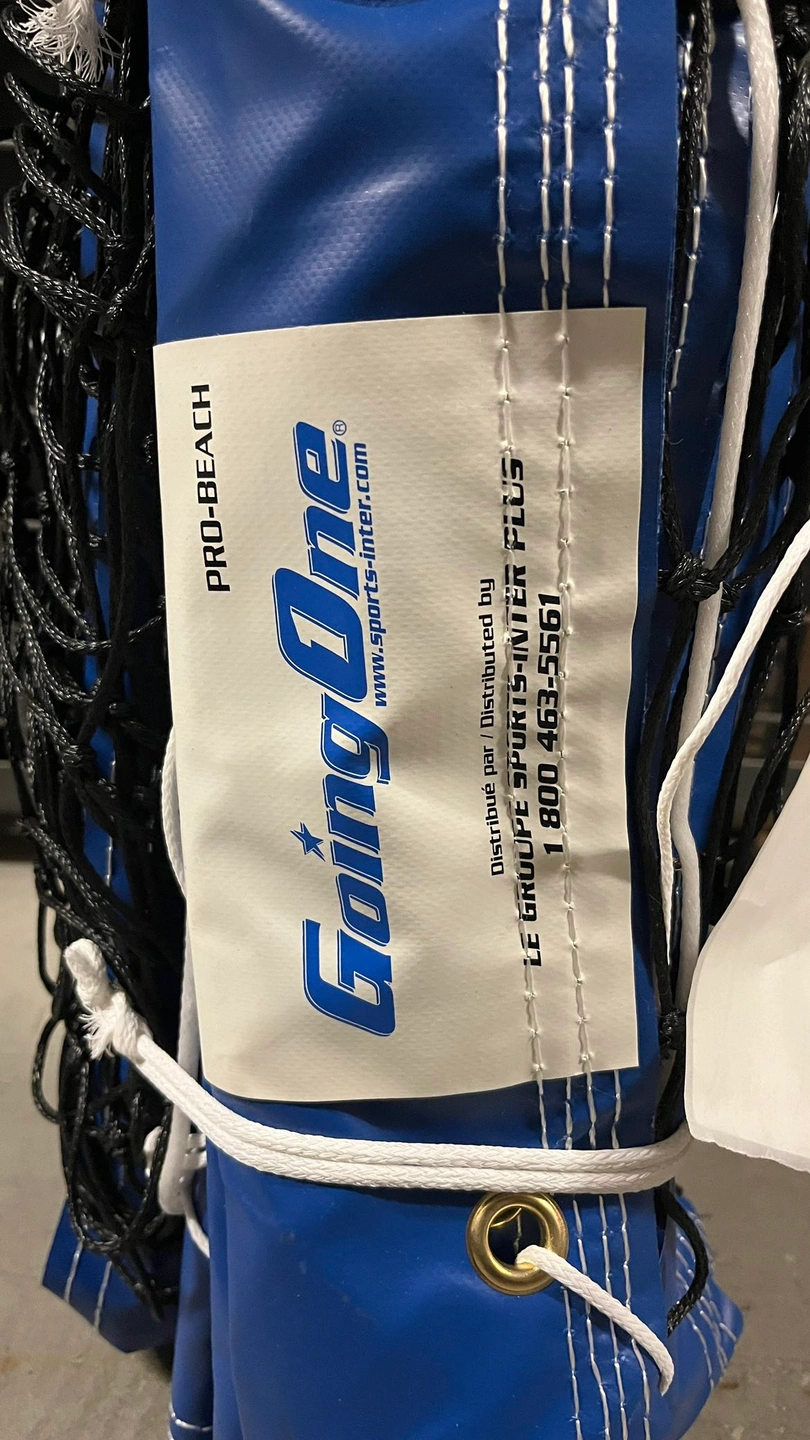 PRO-BEACH
GoingOne®
www.sports-inter.com
Distribué par / Distributed by
LE GROUPE SPORTS-INTER PLUS
1 800 463-5561